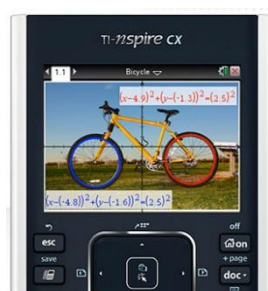 TI-nspire CX
1.1 Bicycle
(x-4.9)²+(y-(-1.3))²=(2.5)²
(x-(-4.8))²+(y-(-1.6))²=(2.5)²
off
esc on
save +page
doc